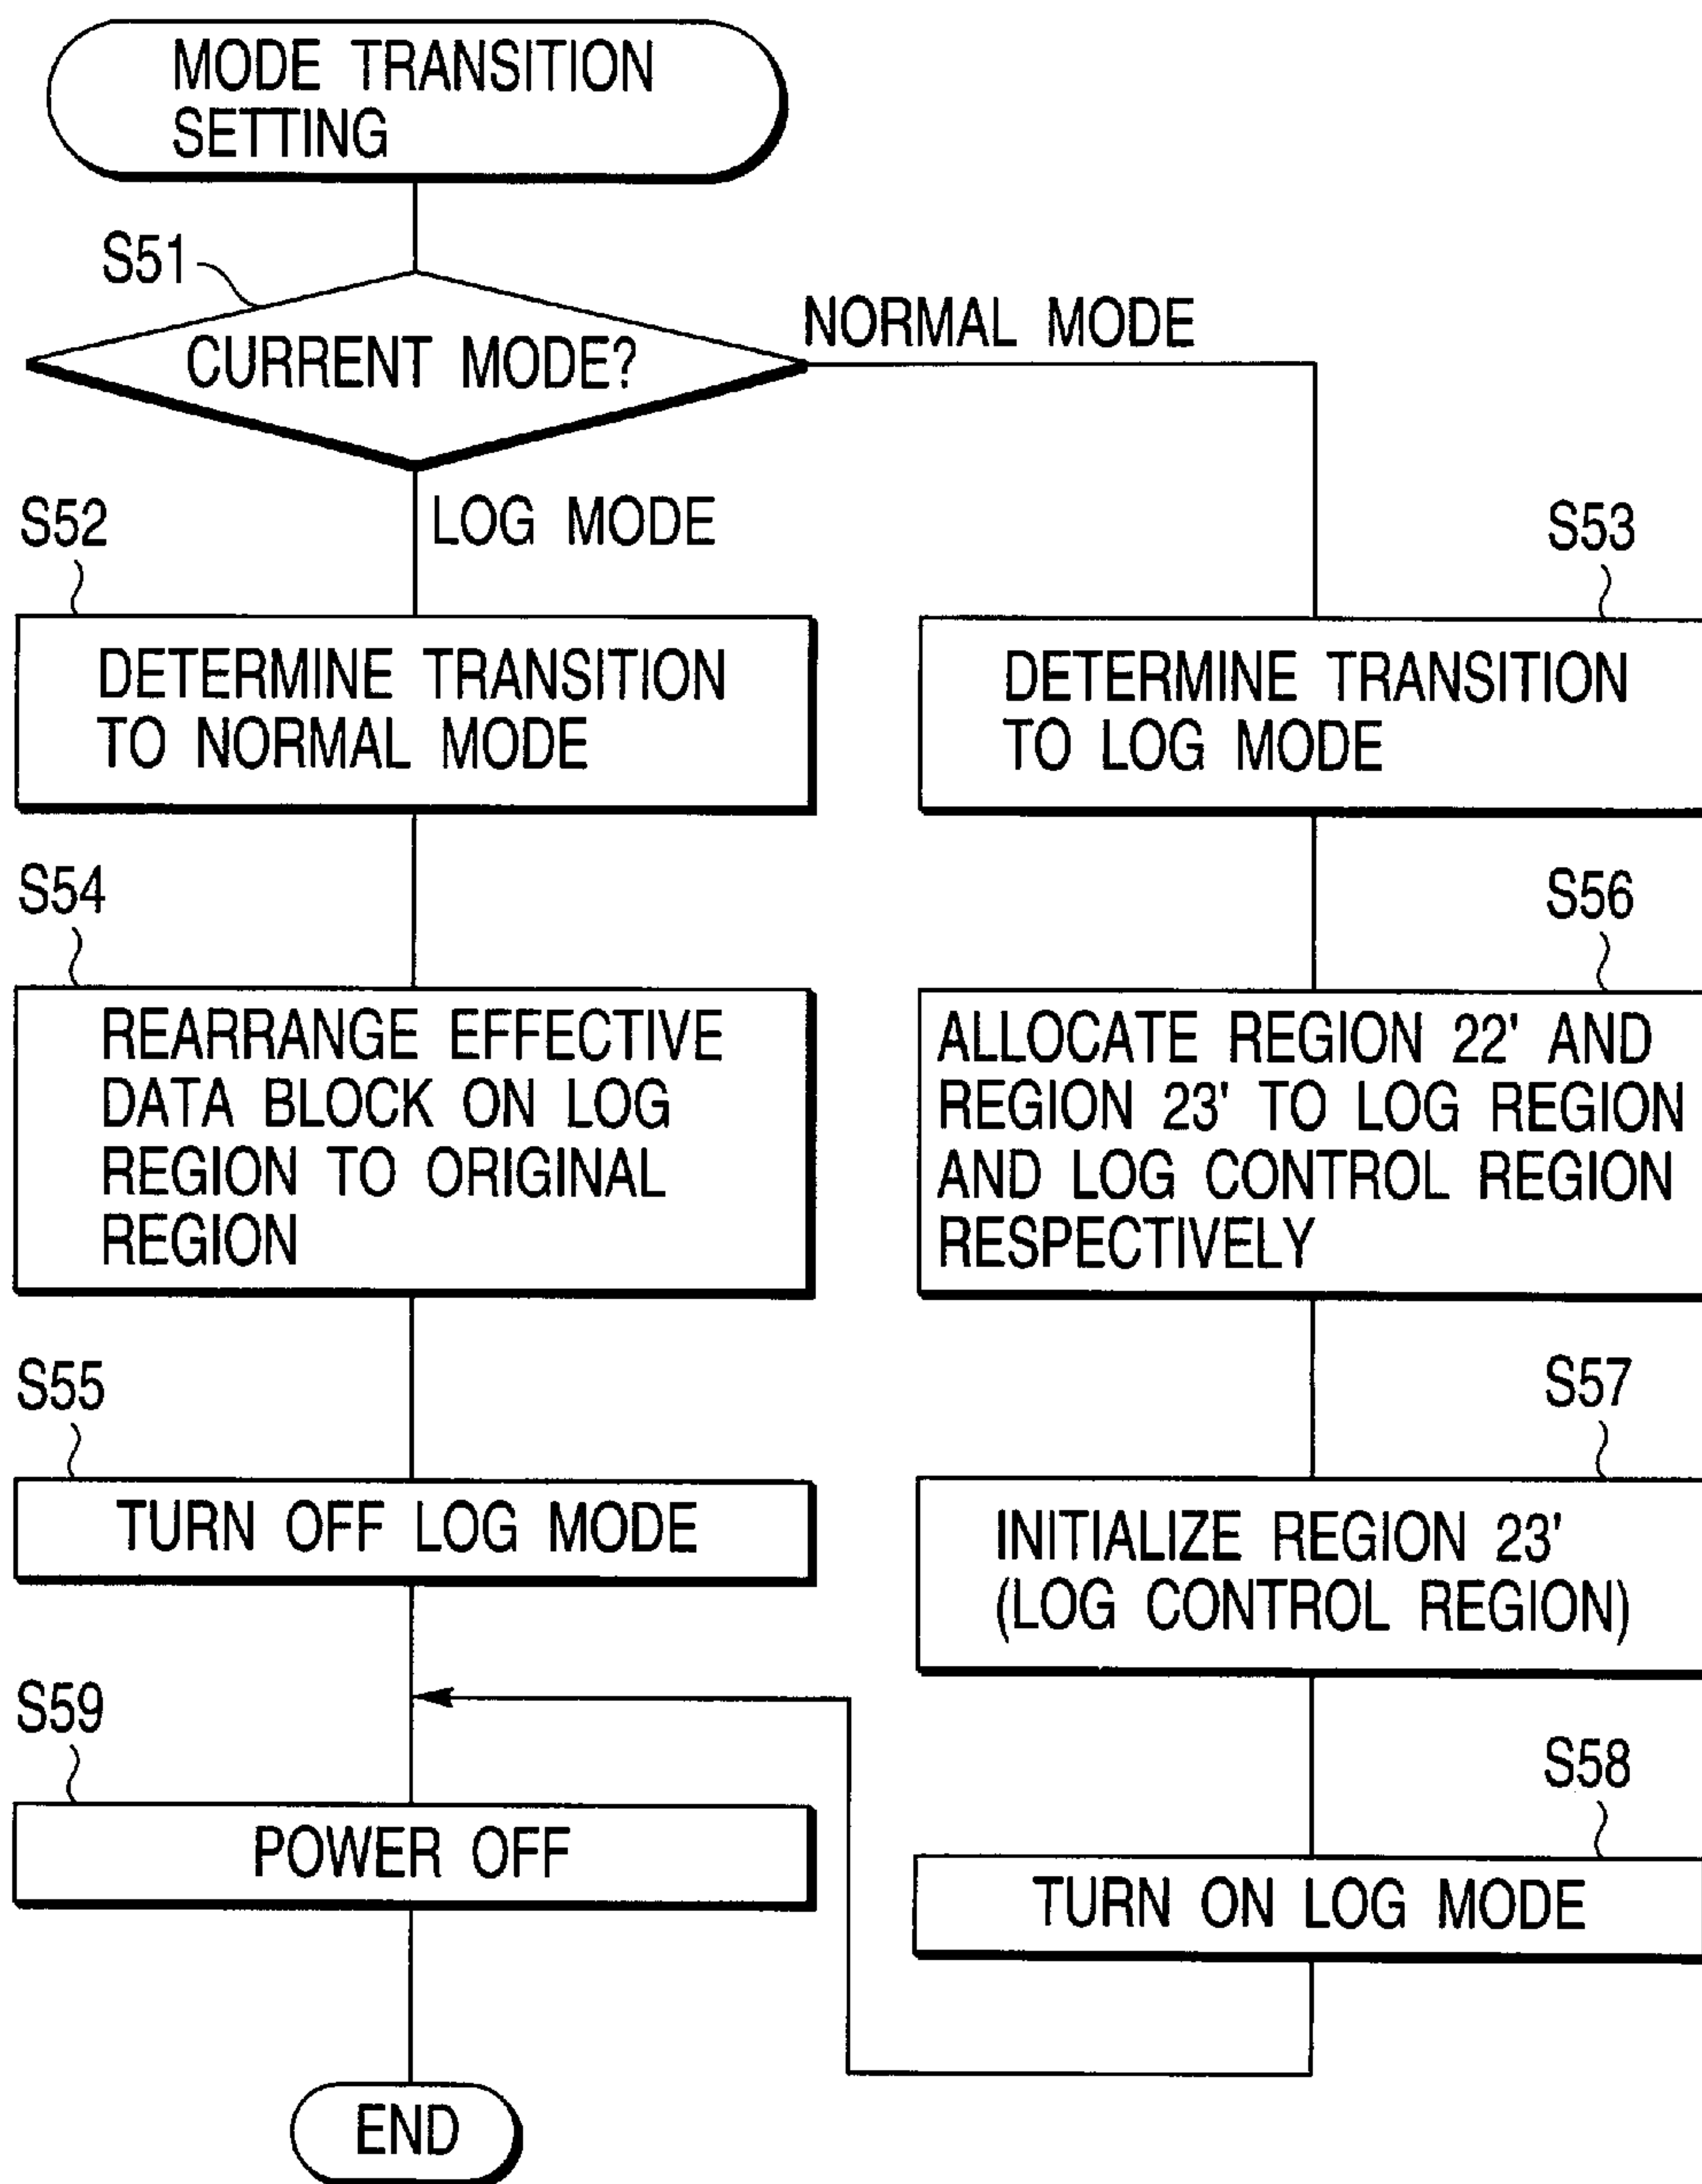 MODE TRANSITION
SETTING
S51
CURRENT MODE?
NORMAL MODE
LOG MODE
S52
DETERMINE TRANSITION
TO NORMAL MODE
S53
DETERMINE TRANSITION
TO LOG MODE
S54
REARRANGE EFFECTIVE
DATA BLOCK ON LOG
REGION TO ORIGINAL
REGION
S56
ALLOCATE REGION 22' AND
REGION 23' TO LOG REGION
AND LOG CONTROL REGION
RESPECTIVELY
S55
TURN OFF LOG MODE
S57
INITIALIZE REGION 23'
(LOG CONTROL REGION)
S59
POWER OFF
S58
TURN ON LOG MODE
END